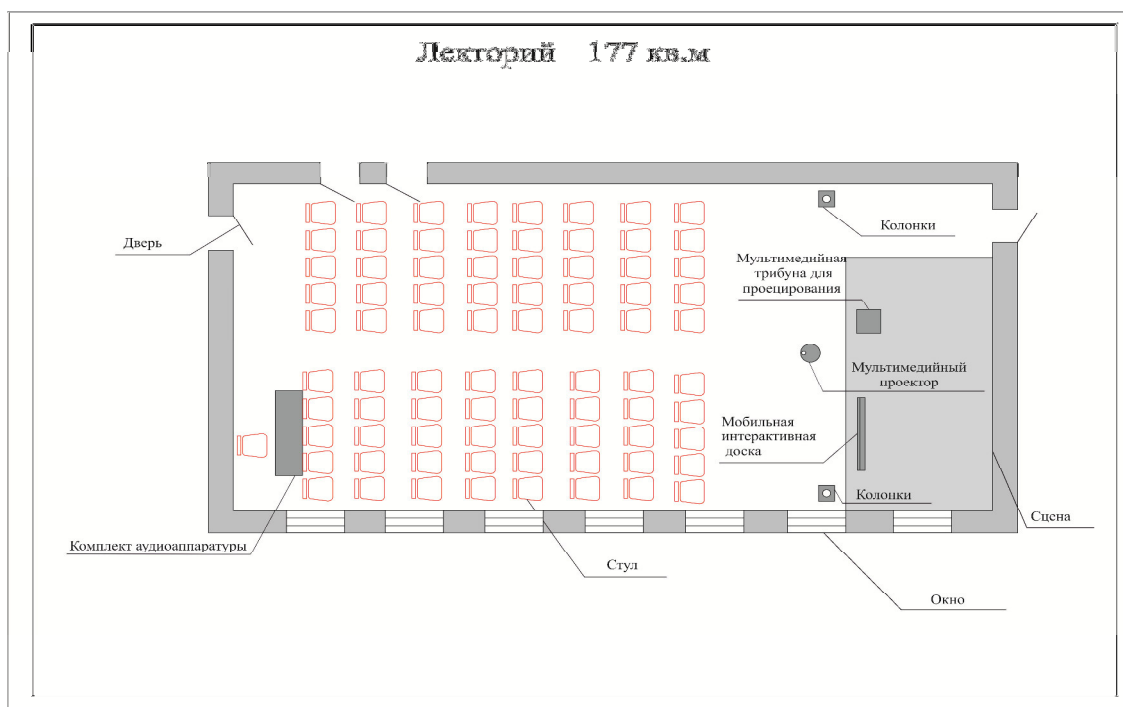 Лекторий 177 кв.м
Колонки
Дверь
Мультимедийная
трибуна для
проецирования
Мультимедийный
проектор
Мобильная
интерактивная
доска
Колонки
Сцена
Комплект аудиоаппаратуры
Стул
Окно